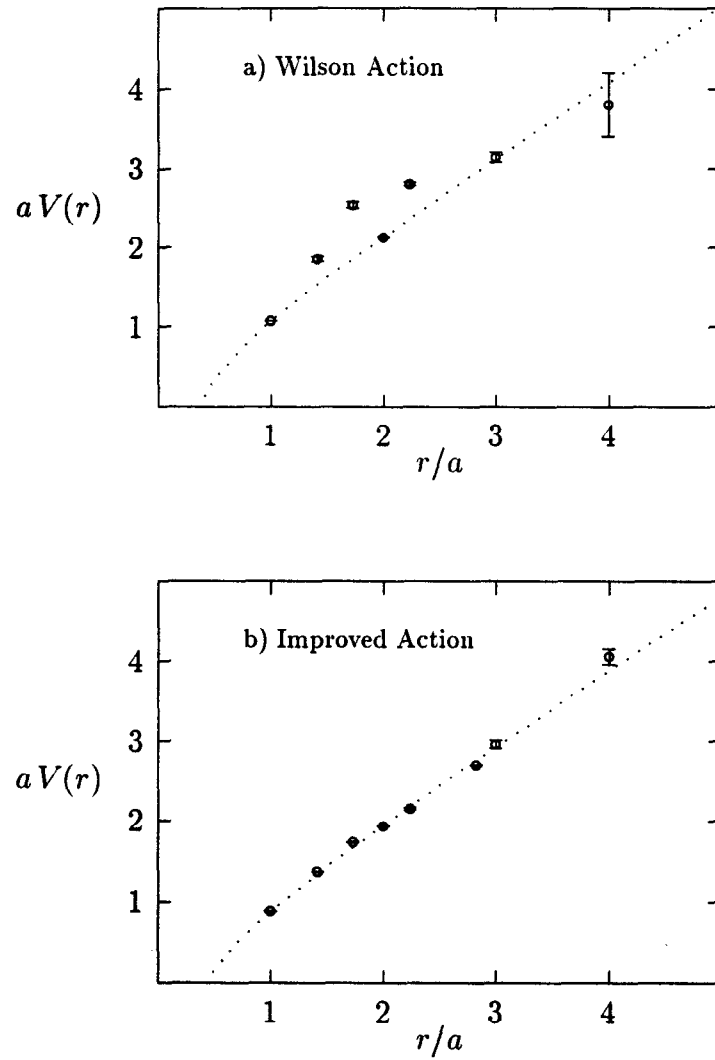 a) Wilson Action
4
3
a V(r)
2
1
1 2 3 4
r/a
b) Improved Action
4
3
a V(r)
2
1
1 2 3 4
r/a